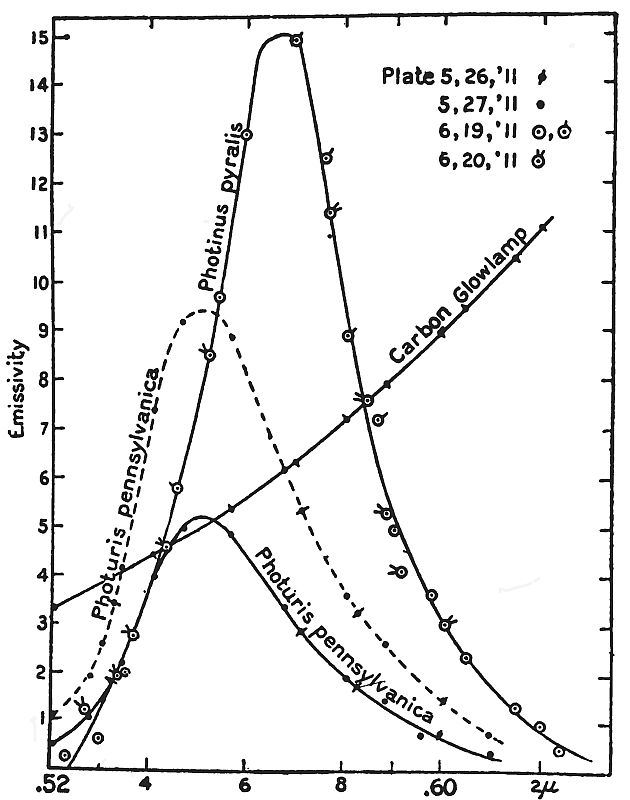 15
14
13
12
11
10
9
8
7
6
5
4
3
2
1
Emissivity
Plate 5, 26, '11
5, 27, '11
6, 19, '11 ,
6, 20, '11
Photinus pyralis
Carbon Glowlamp
Photuris pennsylvanica
Photuris pennsylvanica
.52 4 6 8 .60 2μ